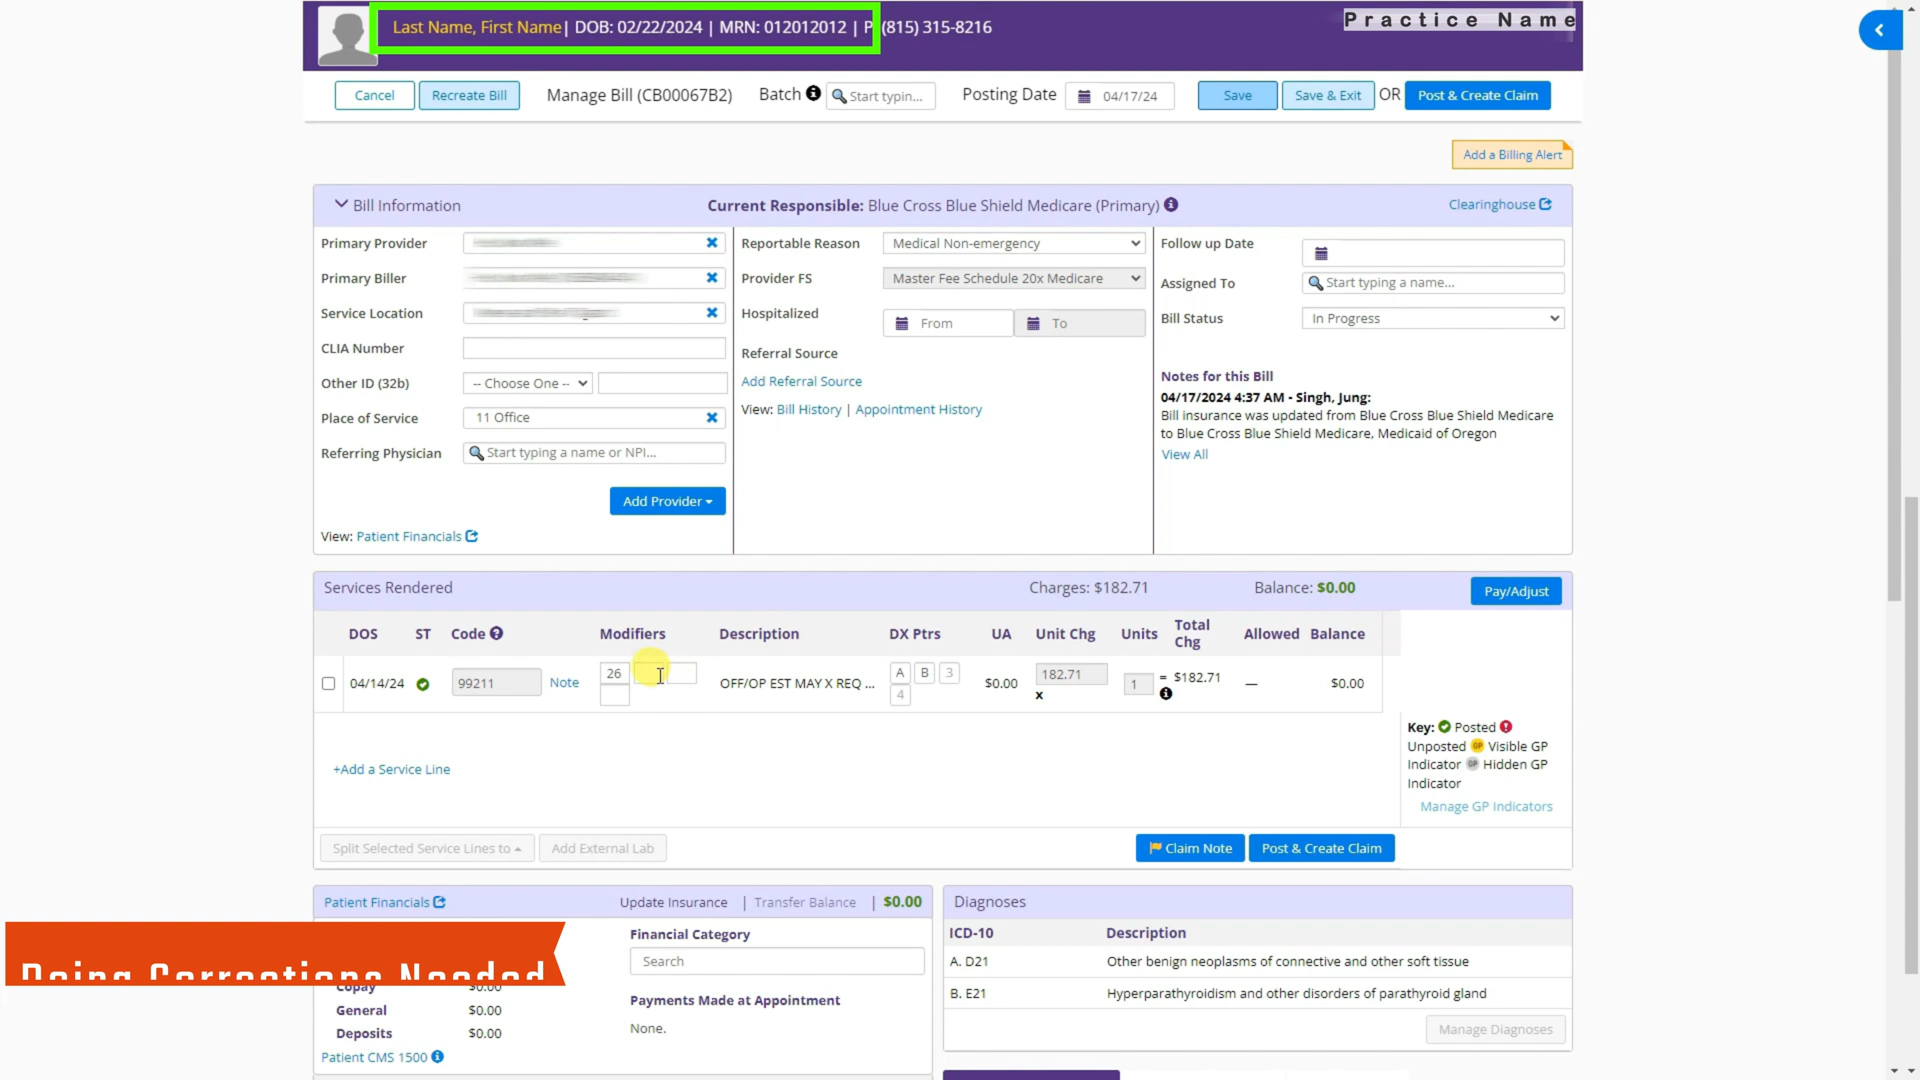 Last Name, First Name| DOB: 02/22/2024 | MRN: 012012012 | P (815) 315-8216
Practice Name
Cancel Recreate Bill Manage Bill (CB00067B2) Batch Start typin... Posting Date 04/17/24 Save Save & Exit OR Post & Create Claim
Add a Billing Alert
Bill Information Current Responsible: Blue Cross Blue Shield Medicare (Primary) Clearinghouse
Primary Provider
Primary Biller
Service Location
CLIA Number
Other ID (32b) -- Choose One --
Place of Service 11 Office
Referring Physician Start typing a name or NPI...
Add Provider
View: Patient Financials
Reportable Reason Medical Non-emergency
Provider FS Master Fee Schedule 20x Medicare
Hospitalized From To
Referral Source
Add Referral Source
View: Bill History | Appointment History
Follow up Date
Assigned To Start typing a name...
Bill Status In Progress
Notes for this Bill
04/17/2024 4:37 AM - Singh, Jung:
Bill insurance was updated from Blue Cross Blue Shield Medicare
to Blue Cross Blue Shield Medicare, Medicaid of Oregon
View All
Services Rendered Charges: $182.71 Balance: $0.00 Pay/Adjust
DOS ST Code Modifiers Description DX Ptrs UA Unit Chg Units Total Chg Allowed Balance
04/14/24 99211 Note 26 OFF/OP EST MAY X REQ ... A B 3 4 $0.00 182.71 x 1 = $182.71 — $0.00
Key: Posted
Unposted GP Visible GP
Indicator GP Hidden GP
Indicator
Manage GP Indicators
+Add a Service Line
Split Selected Service Lines to Add External Lab Claim Note Post & Create Claim
Patient Financials Update Insurance | Transfer Balance | $0.00
Doing Corrections Needed
Copay $0.00
General $0.00
Deposits $0.00
Patient CMS 1500
Financial Category
Search
Payments Made at Appointment
None.
Diagnoses
ICD-10 Description
A. D21 Other benign neoplasms of connective and other soft tissue
B. E21 Hyperparathyroidism and other disorders of parathyroid gland
Manage Diagnoses